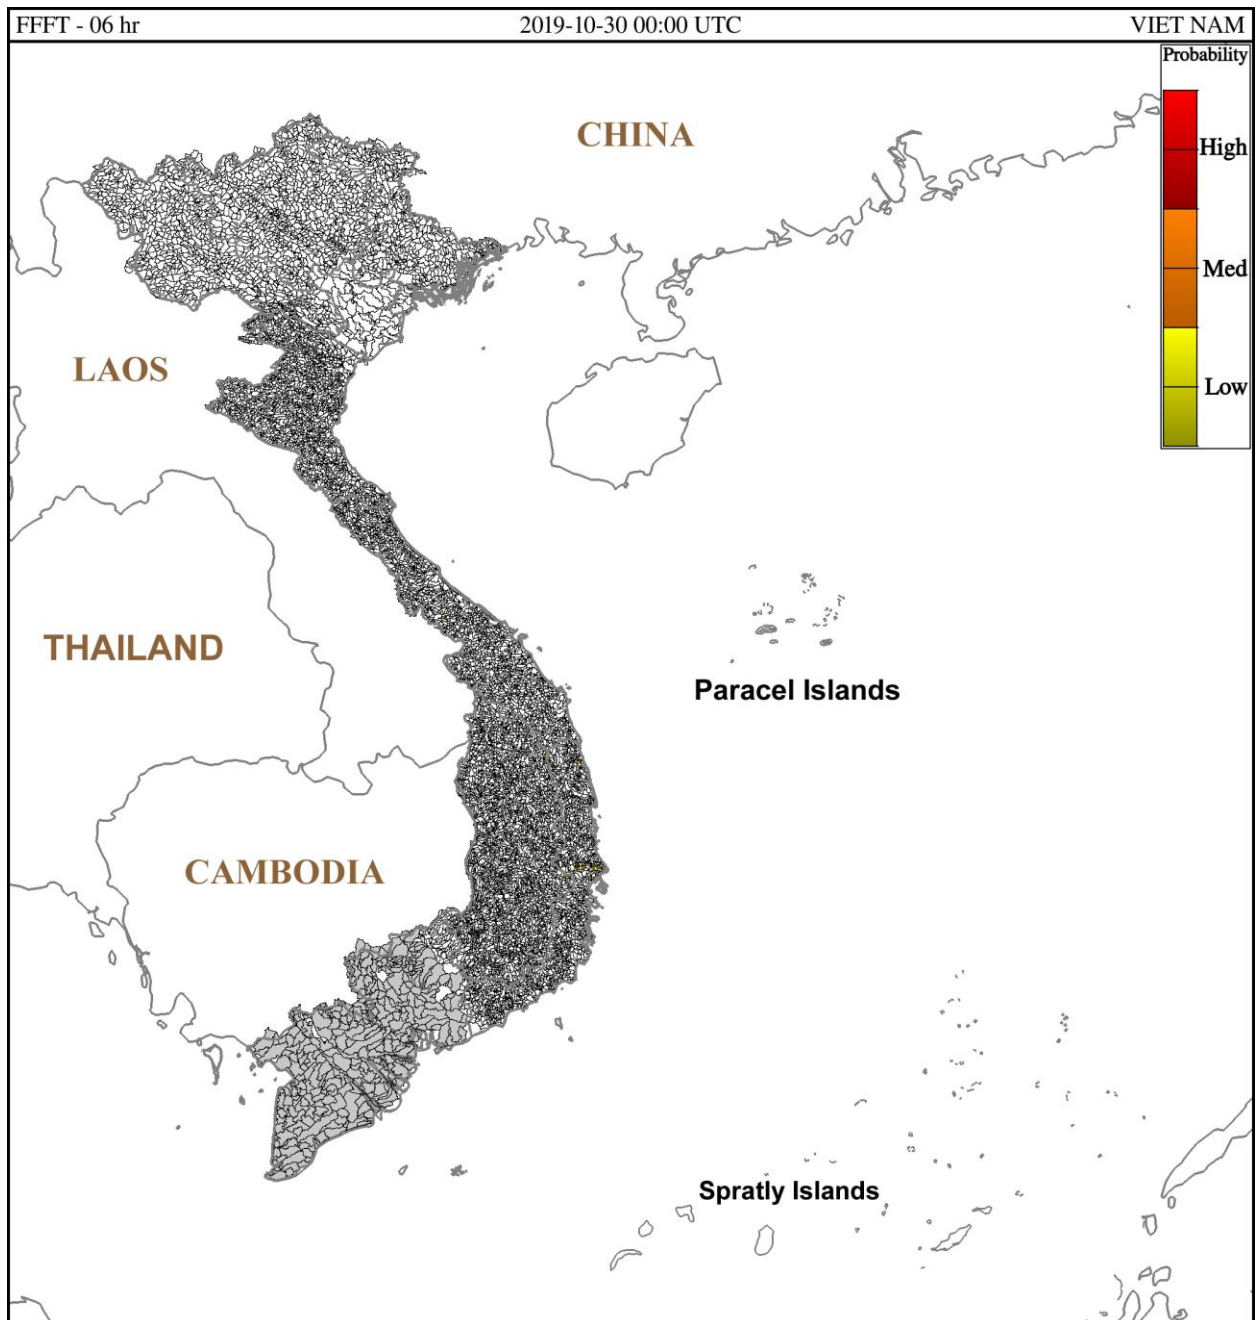 FFFT - 06 hr 2019-10-30 00:00 UTC VIET NAM
Probability
CHINA
High
Med
LAOS
Low
THAILAND
Paracel Islands
CAMBODIA
Spratly Islands